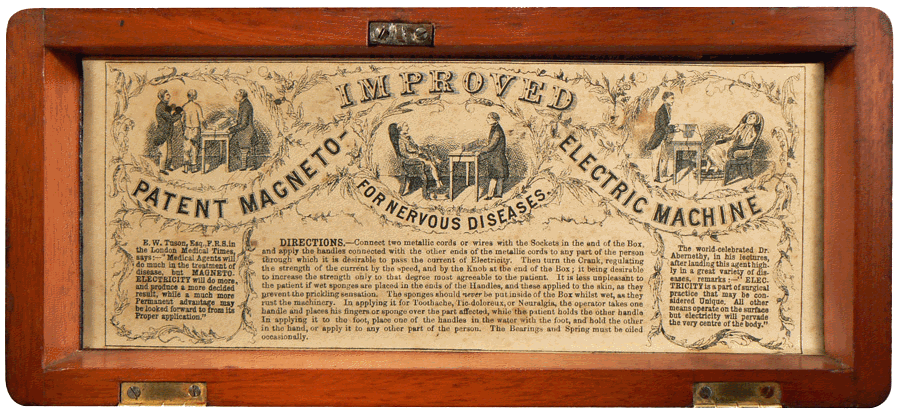 IMPROVED
PATENT MAGNETO-
ELECTRIC MACHINE
FOR NERVOUS DISEASES.
E. W. Tuson, Esq., F.R.S. in
the London Medical Times,
says:—"Medical Agents will
do much in the treatment of
disease, but MAGNETO-
ELECTRICITY will do more,
and produce a more decided
result, while a much more
Permanent advantage may
be looked forward to from its
Proper application."
DIRECTIONS.—Connect two metallic cords or wires with the Sockets in the end of the Box,
and apply the handles connected with the other ends of the metallic cords to any part of the person
through which it is desirable to pass the current of Electricity. Then turn the Crank, regulating
the strength of the current by the speed, and by the Knob at the end of the Box; it being desirable
to increase the strength only to that degree most agreeable to the patient. It is less unpleasant to
the patient if wet sponges are placed in the ends of the Handles, and these applied to the skin, as they
prevent the prickling sensation. The sponges should never be put inside of the Box whilst wet, as they
rust the machinery. In applying it for Toothache, Tic-doloreux, or Neuralgia, the operator takes one
handle and places his fingers or sponge over the part affected, while the patient holds the other handle
In applying it to the foot, place one of the handles in the water with the foot, and hold the other
in the hand, or apply it to any other part of the person. The Bearings and Spring must be oiled
occasionally.
The world-celebrated Dr.
Abernethy, in his lectures,
after landing this agent high-
ly in a great variety of dis-
eases, remarks:—"ELEC-
TRICITY is a part of surgical
practice that may be con-
sidered Unique. All other
means operate on the surface
but electricity will pervade
the very centre of the body."